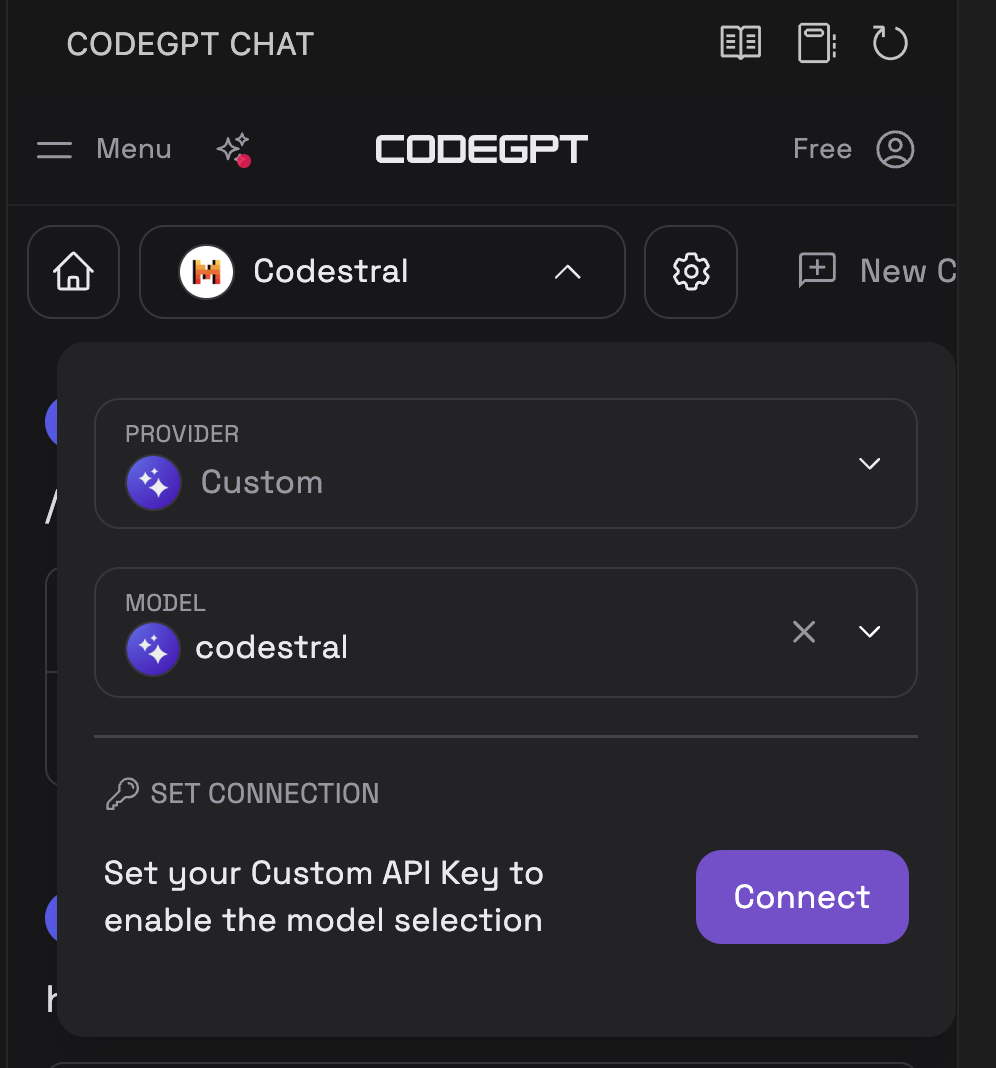 CODEGPT CHAT
Menu
CODEGPT
Free
Codestral
New C
PROVIDER
Custom
MODEL
codestral
SET CONNECTION
Set your Custom API Key to
enable the model selection
Connect
/
h